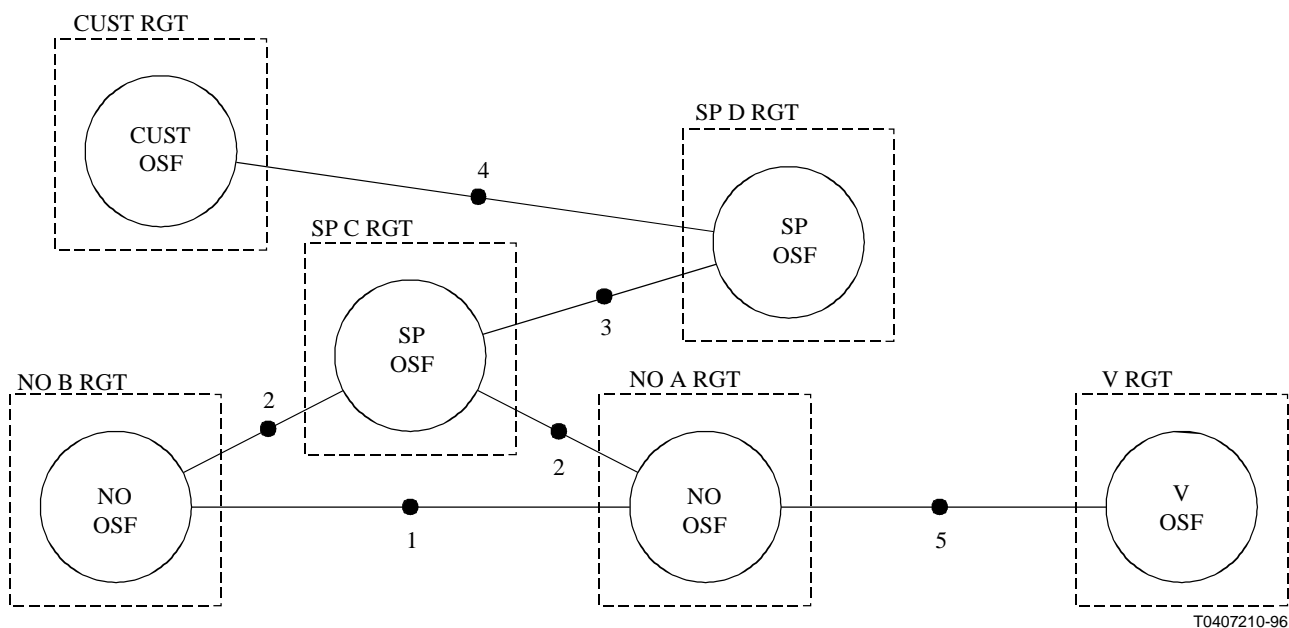 CUST RGT
CUST
OSF
SP D RGT
4
SP
OSF
SP C RGT
3
SP
OSF
NO B RGT
2
NO A RGT
V RGT
2
NO
OSF
1
NO
OSF
5
V
OSF
T0407210-96